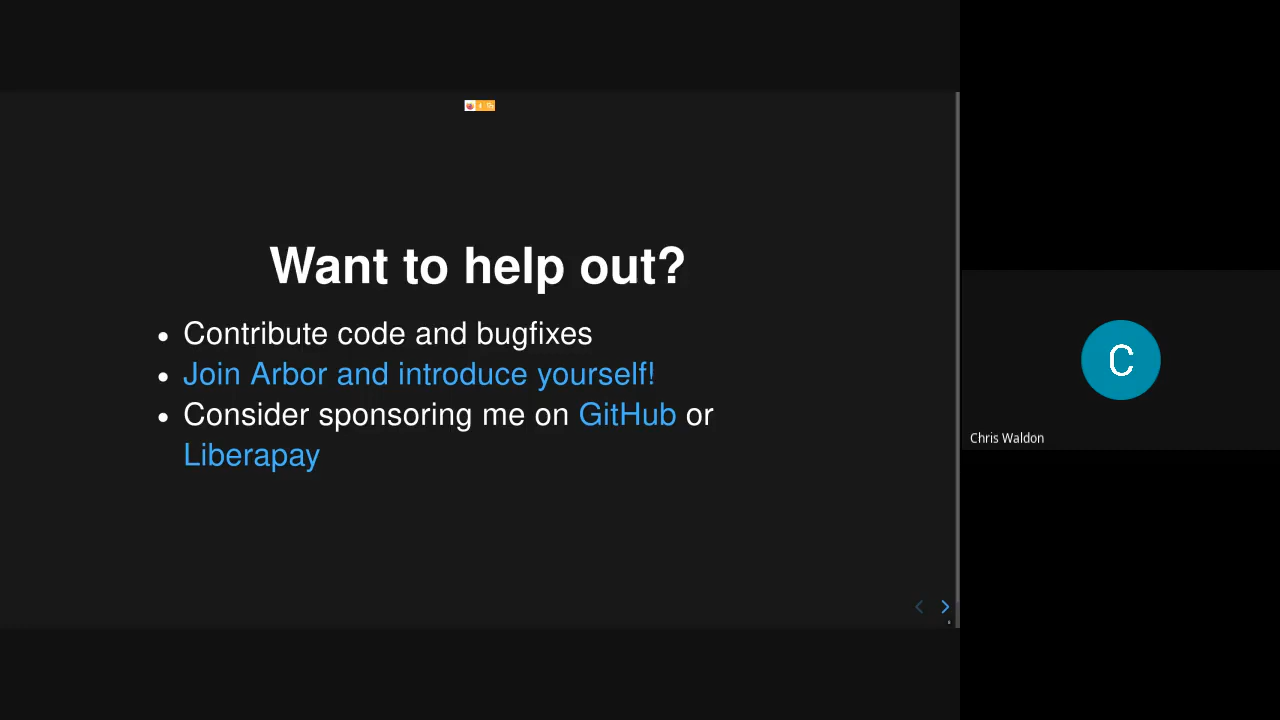 Want to help out?
• Contribute code and bugfixes
• Join Arbor and introduce yourself!
• Consider sponsoring me on GitHub or
Liberapay
C
Chris Waldon